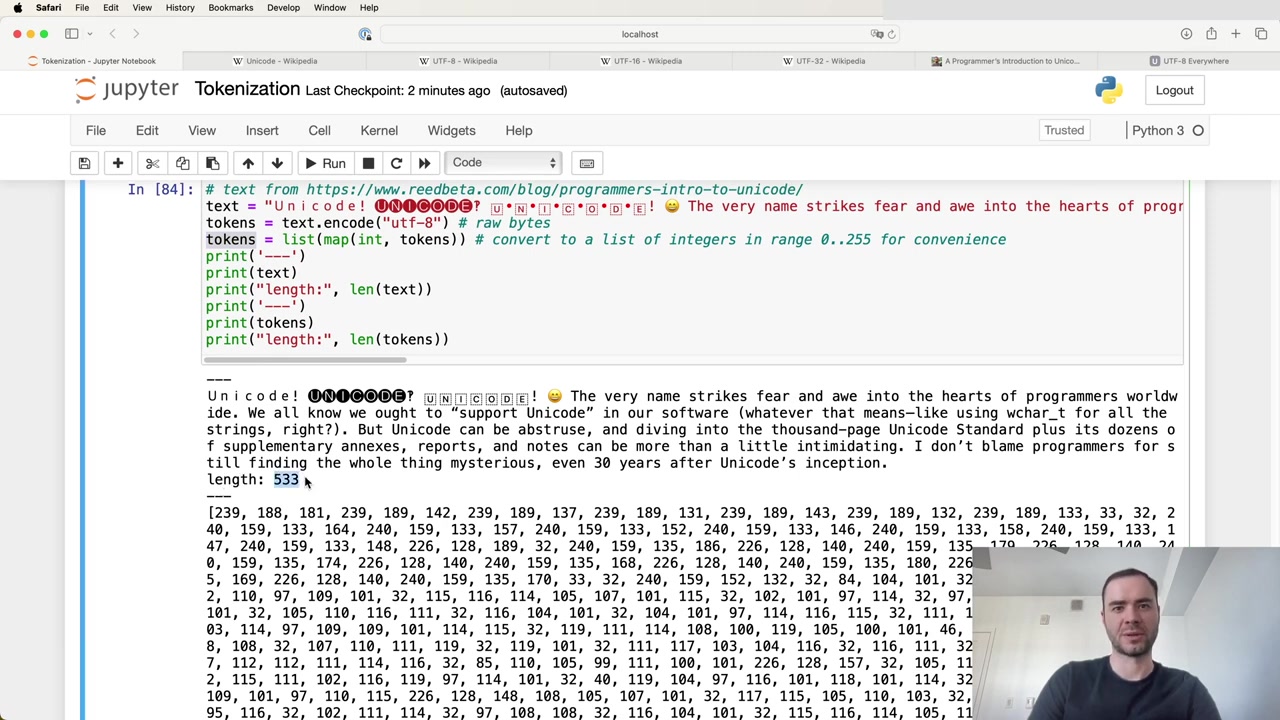 Safari File Edit View History Bookmarks Develop Window Help
localhost
Tokenization - Jupyter Notebook
Unicode - Wikipedia
UTF-8 - Wikipedia
UTF-16 - Wikipedia
UTF-32 - Wikipedia
A Programmer's Introduction to Unico...
U UTF-8 Everywhere
jupyter Tokenization Last Checkpoint: 2 minutes ago (autosaved)
Logout
File Edit View Insert Cell Kernel Widgets Help
Trusted
Python 3
Run
Code
In [84]: # text from https://www.reedbeta.com/blog/programmers-intro-to-unicode/
text = "Ｕｎｉｃｏｄｅ! 🅤🅝🅘🅒🅞🅓🅔‽ 🇺•🇳•🇮•🇨•🇴•🇩•🇪! 😄 The very name strikes fear and awe into the hearts of progr
tokens = text.encode("utf-8") # raw bytes
tokens = list(map(int, tokens)) # convert to a list of integers in range 0..255 for convenience
print('---')
print(text)
print("length:", len(text))
print('---')
print(tokens)
print("length:", len(tokens))
---
Ｕｎｉｃｏｄｅ! 🅤🅝🅘🅒🅞🅓🅔‽ 🇺‌🇳‌🇮‌🇨‌🇴‌🇩‌🇪! 😄 The very name strikes fear and awe into the hearts of programmers worldw
ide. We all know we ought to “support Unicode” in our software (whatever that means—like using wchar_t for all the
strings, right?). But Unicode can be abstruse, and diving into the thousand-page Unicode Standard plus its dozens o
f supplementary annexes, reports, and notes can be more than a little intimidating. I don’t blame programmers for s
till finding the whole thing mysterious, even 30 years after Unicode’s inception.
length: 533
---
[239, 188, 181, 239, 189, 142, 239, 189, 137, 239, 189, 131, 239, 189, 143, 239, 189, 132, 239, 189, 133, 33, 32, 2
40, 159, 133, 164, 240, 159, 133, 157, 240, 159, 133, 152, 240, 159, 133, 146, 240, 159, 133, 158, 240, 159, 133, 1
47, 240, 159, 133, 148, 226, 128, 189, 32, 240, 159, 135, 186, 226, 128, 140, 240, 159, 135, 179, 226, 128, 140, 24
0, 159, 135, 174, 226, 128, 140, 240, 159, 135, 168, 226, 128, 140, 240, 159, 135, 180, 226
5, 169, 226, 128, 140, 240, 159, 135, 170, 33, 32, 240, 159, 152, 132, 32, 84, 104, 101, 32
2, 110, 97, 109, 101, 32, 115, 116, 114, 105, 107, 101, 115, 32, 102, 101, 97, 114, 32, 97,
101, 32, 105, 110, 116, 111, 32, 116, 104, 101, 32, 104, 101, 97, 114, 116, 115, 32, 111, 1
03, 114, 97, 109, 109, 101, 114, 115, 32, 119, 111, 114, 108, 100, 119, 105, 100, 101, 46,
8, 108, 32, 107, 110, 111, 119, 32, 119, 101, 32, 111, 117, 103, 104, 116, 32, 116, 111, 32
7, 112, 112, 111, 114, 116, 32, 85, 110, 105, 99, 111, 100, 101, 226, 128, 157, 32, 105, 11
2, 115, 111, 102, 116, 119, 97, 114, 101, 32, 40, 119, 104, 97, 116, 101, 118, 101, 114, 32
109, 101, 97, 110, 115, 226, 128, 148, 108, 105, 107, 101, 32, 117, 115, 105, 110, 103, 32,
95, 116, 32, 102, 111, 114, 32, 97, 108, 108, 32, 116, 104, 101, 32, 115, 116, 114, 105, 11